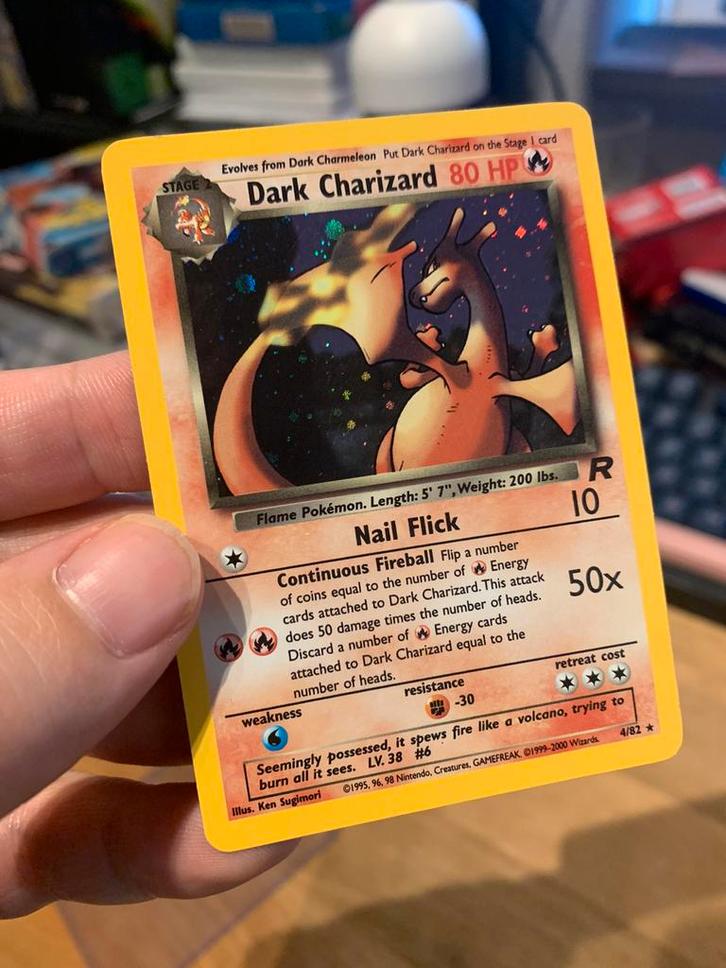 Evolves from Dark Charmeleon Put Dark Charizard on the Stage 1 card
STAGE 2
Dark Charizard 80 HP
Flame Pokémon. Length: 5' 7", Weight: 200 lbs.
R
Nail Flick 10
Continuous Fireball Flip a number
of coins equal to the number of Energy
cards attached to Dark Charizard. This attack
does 50 damage times the number of heads.
Discard a number of Energy cards
attached to Dark Charizard equal to the
number of heads.
50x
weakness
resistance
-30
retreat cost
Seemingly possessed, it spews fire like a volcano, trying to
burn all it sees. LV. 38 #6
Illus. Ken Sugimori
©1995, 96, 98 Nintendo, Creatures, GAMEFREAK. ©1999-2000 Wizards.
4/82 ★